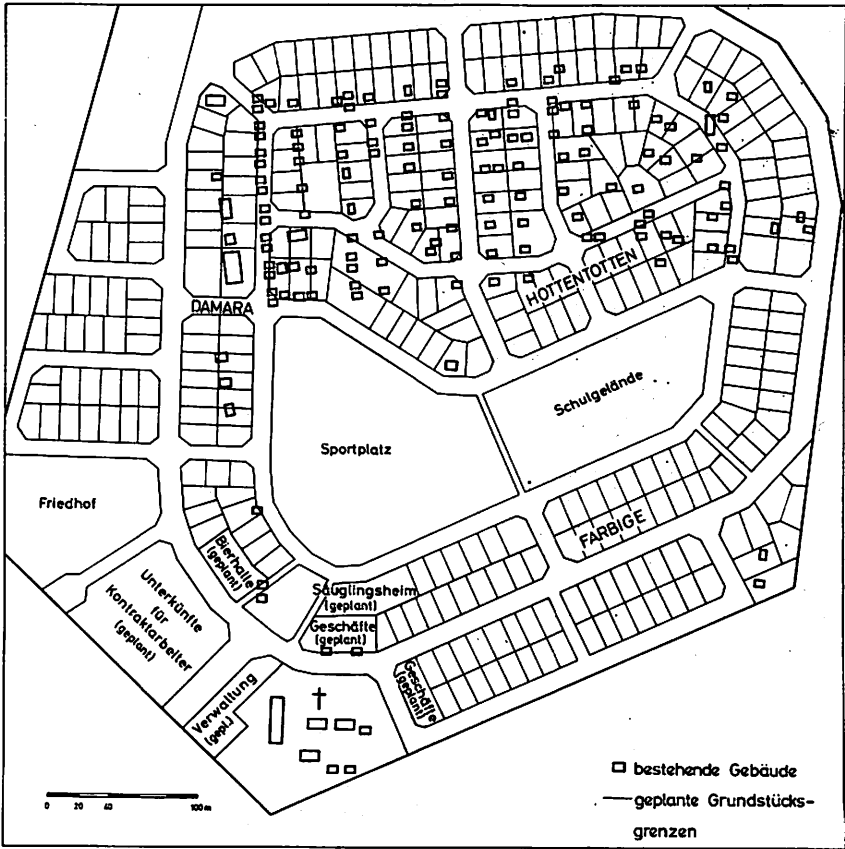 DAMARA
HOTTENTOTTEN
Schulgelände
Sportplatz
FARBIGE
Friedhof
Bierhalle
(geplant)
Säuglingsheim
(geplant)
Unterkünfte
für
Kontraktarbeiter
(geplant)
Geschäfte
(geplant)
Geschäfte
(geplant)
Verwaltung
(gepl.)
0 20 40 100m
bestehende Gebäude
geplante Grundstücks-
grenzen